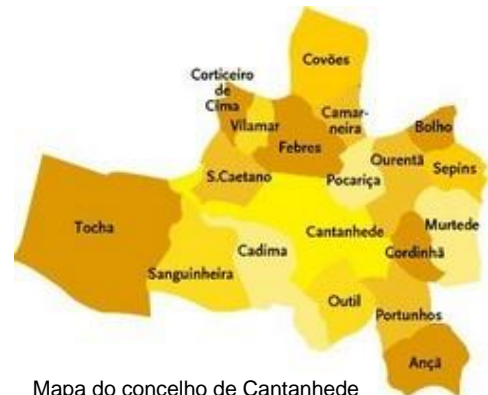 Covões
Corticeiro
de
Cima
Vilamar
Camar-
neira
Bolho
Febres
Ourentã
Sepins
S.Caetano
Pocariça
Tocha
Cantanhede
Murtede
Cadima
Cordinhã
Sanguinheira
Outil
Portunhos
Ançã
Mapa do concelho de Cantanhede